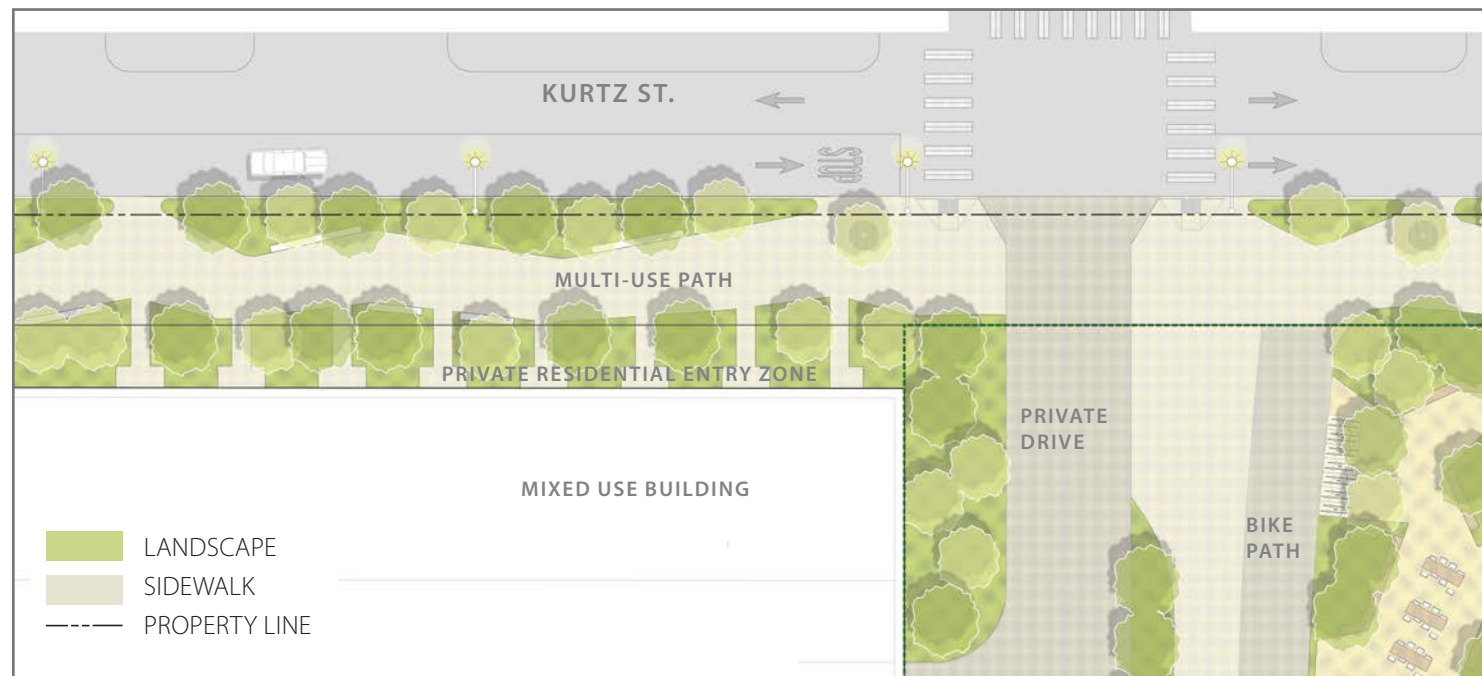 KURTZ ST.
STOP
MULTI-USE PATH
PRIVATE RESIDENTIAL ENTRY ZONE
PRIVATE
DRIVE
MIXED USE BUILDING
BIKE
PATH
LANDSCAPE
SIDEWALK
PROPERTY LINE